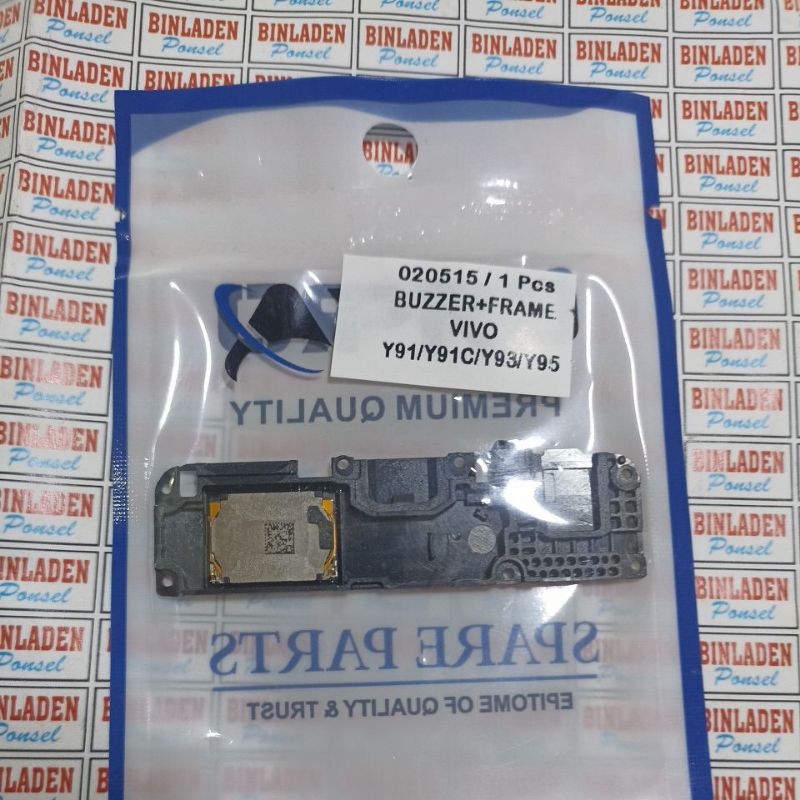 BINLADEN
Ponsel
020515 / 1 Pcs
BUZZER+FRAME
VIVO
Y91/Y91C/Y93/Y95
PREMIUM QUALITY
SPARE PARTS
EPITOME OF QUALITY & TRUST